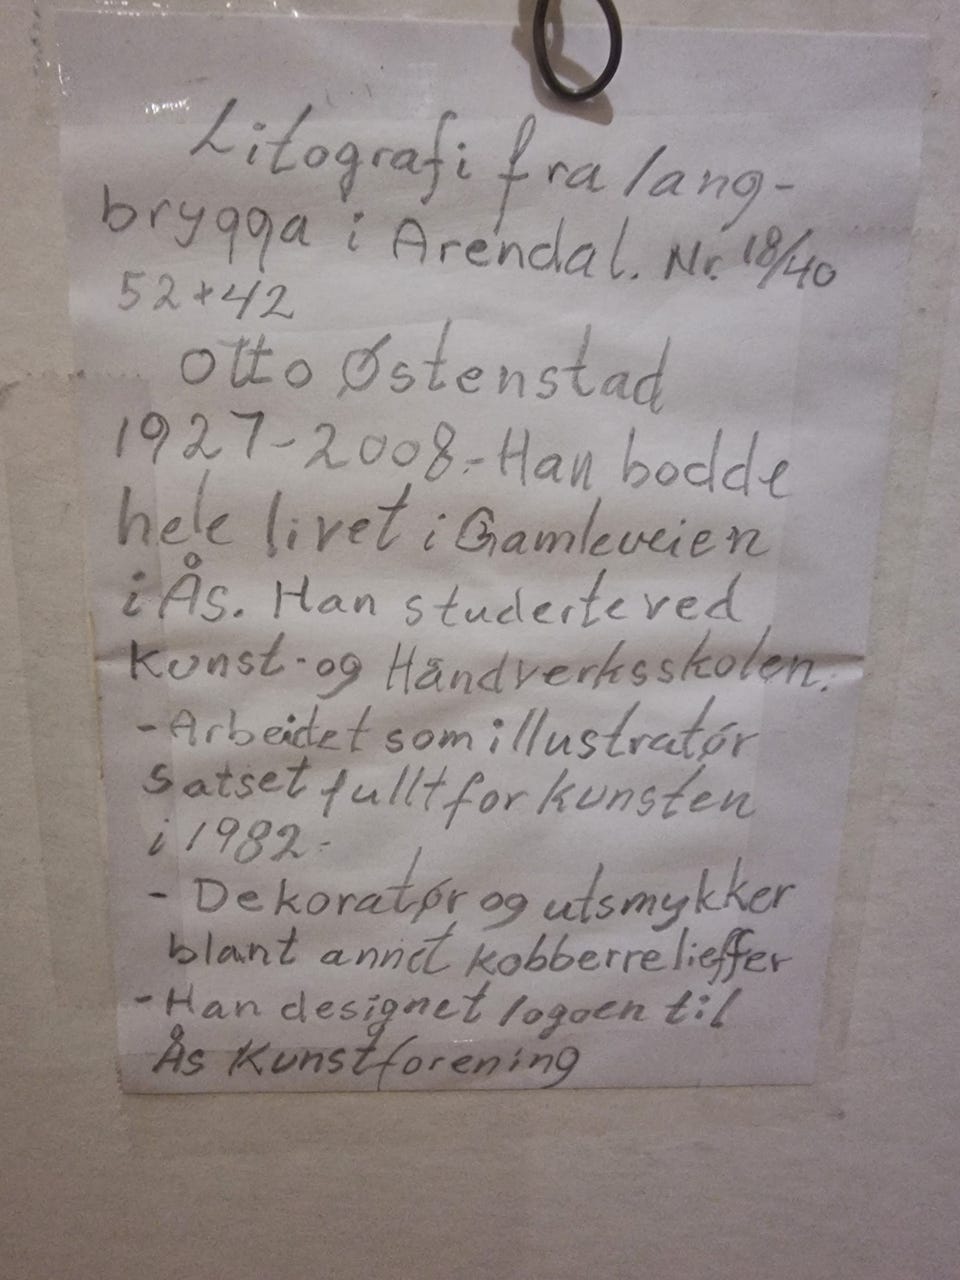 Litografi fra lang-
brygga i Arendal. Nr. 18/40
52+42
Otto Østenstad
1927-2008.-Han bodde
hele livet i Gamleveien
i Ås. Han studerte ved
Kunst-og Håndverksskolen.
-Arbeidet som illustratør
satset fullt for kunsten
i 1982-
- Dekoratør og utsmykker
blant annet kobberrelieffer
-Han designet logoen til
Ås Kunstforening